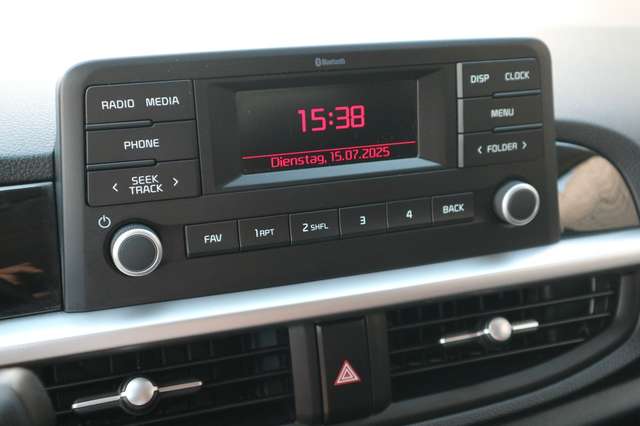 Bluetooth
RADIO MEDIA
PHONE
< SEEK TRACK >
15:38
Dienstag, 15.07.2025
DISP CLOCK
MENU
< FOLDER >
FAV
1 RPT
2 SHFL
3
4
BACK